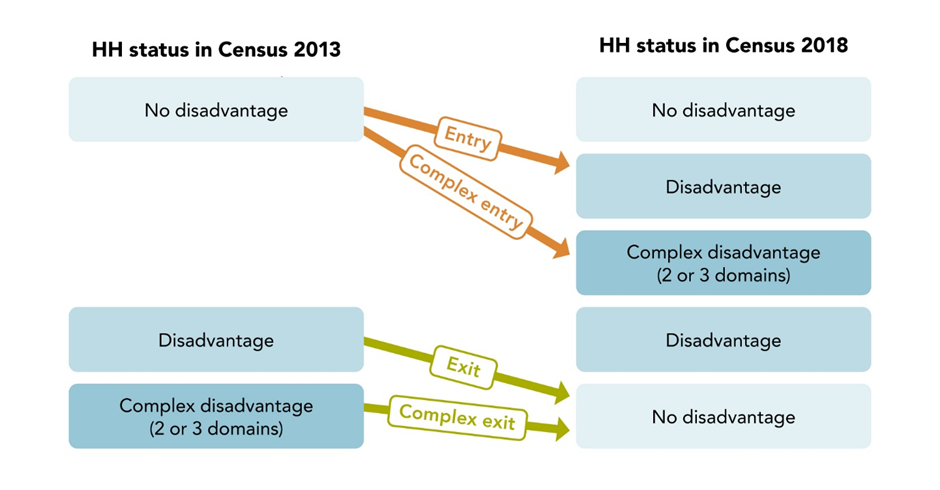 HH status in Census 2013
HH status in Census 2018
No disadvantage
No disadvantage
Entry
Complex entry
Disadvantage
Complex disadvantage
(2 or 3 domains)
Disadvantage
Disadvantage
Exit
Complex disadvantage
(2 or 3 domains)
Complex exit
No disadvantage